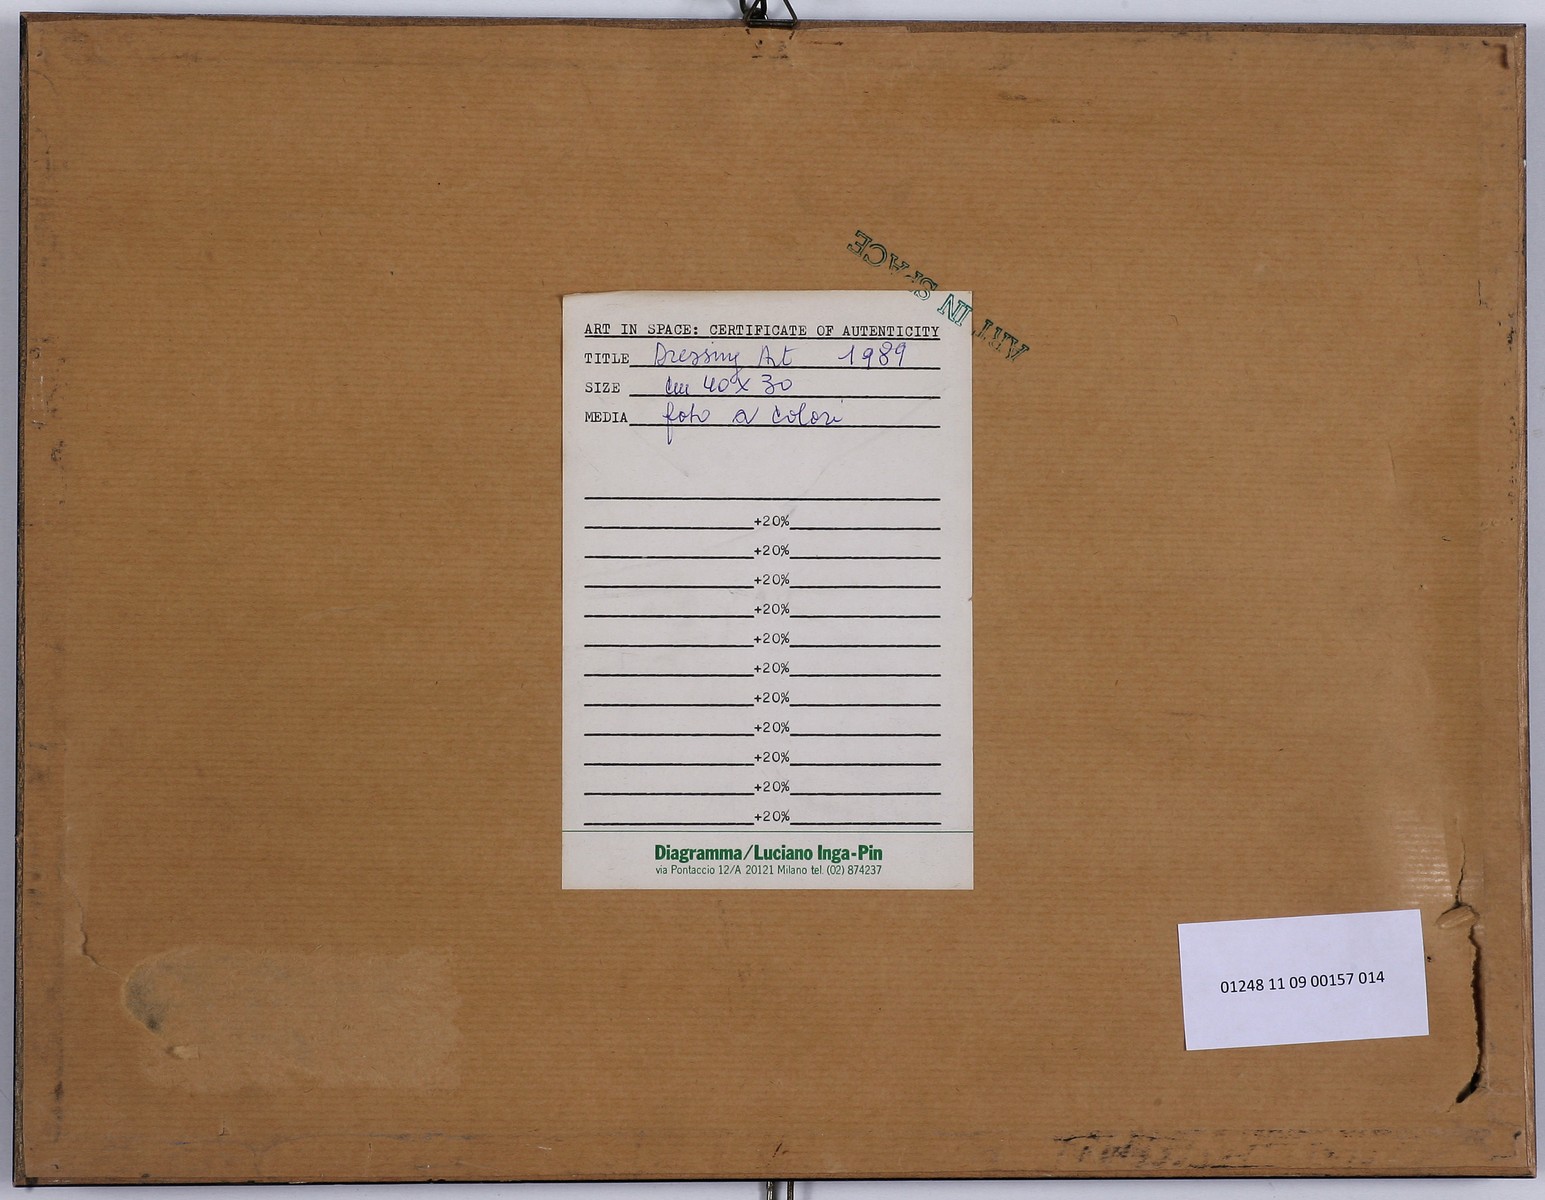 ART IN SPACE
ART IN SPACE: CERTIFICATE OF AUTENTICITY
TITLE Dressing Art 1989
SIZE cm 40x30
MEDIA foto a colori
+20%
+20%
+20%
+20%
+20%
+20%
+20%
+20%
+20%
+20%
+20%
Diagramma/Luciano Inga-Pin
via Pontaccio 12/A 20121 Milano tel. (02) 874237
01248 11 09 00157 014